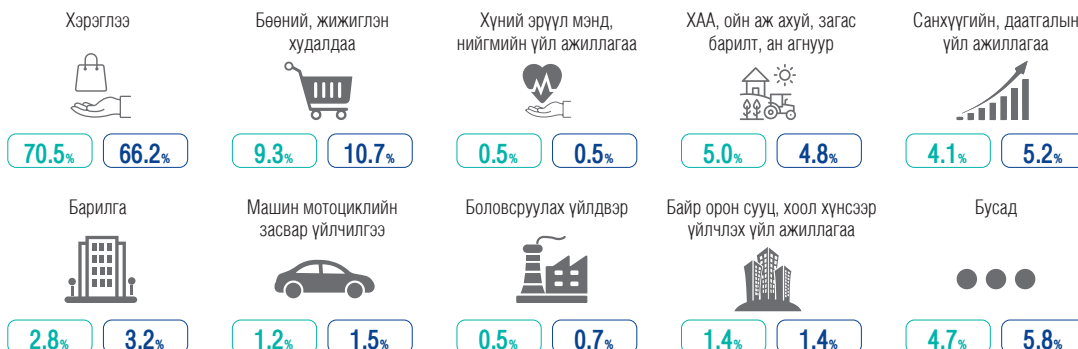 Хэрэглээ
70.5% 66.2%
Бөөний, жижиглэн
худалдаа
9.3% 10.7%
Хүний эрүүл мэнд,
нийгмийн үйл ажиллагаа
0.5% 0.5%
ХАА, ойн аж ахуй, загас
барилт, ан агнуур
5.0% 4.8%
Санхүүгийн, даатгалын
үйл ажиллагаа
4.1% 5.2%
Барилга
2.8% 3.2%
Машин мотоциклийн
засвар үйлчилгээ
1.2% 1.5%
Боловсруулах үйлдвэр
0.5% 0.7%
Байр орон сууц, хоол хүнсээр
үйлчлэх үйл ажиллагаа
1.4% 1.4%
Бусад
4.7% 5.8%